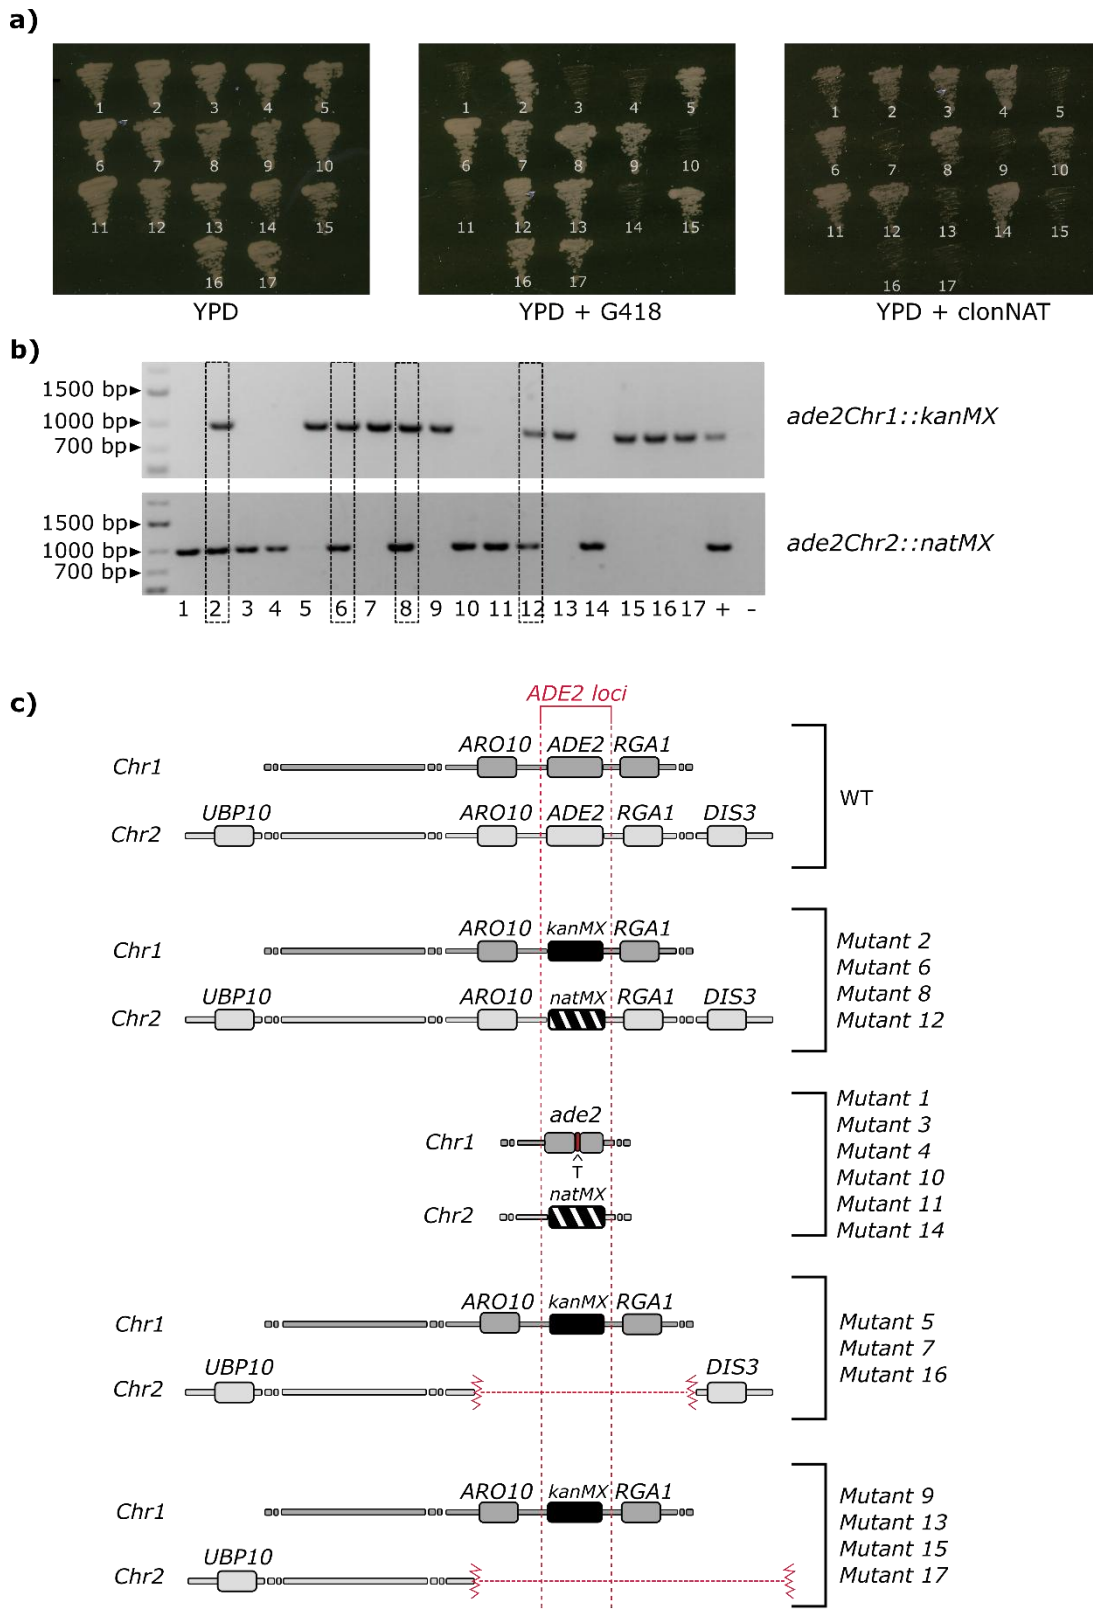 a)
1 2 3 4 5
6 7 8 9 10
11 12 13 14 15
16 17
YPD
1 2 3 4 5
6 7 8 9 10
11 12 13 14 15
16 17
YPD + G418
1 2 3 4 5
6 7 8 9 10
11 12 13 14 15
16 17
YPD + clonNAT
b)
1500 bp
1000 bp
700 bp
ade2Chr1::kanMX
1500 bp
1000 bp
700 bp
ade2Chr2::natMX
1 2 3 4 5 6 7 8 9 10 11 12 13 14 15 16 17 + -
c)
ADE2 loci
ARO10 ADE2 RGA1
Chr1
UBP10 ARO10 ADE2 RGA1 DIS3
Chr2
WT
ARO10 kanMX RGA1
Chr1
UBP10 ARO10 natMX RGA1 DIS3
Chr2
Mutant 2
Mutant 6
Mutant 8
Mutant 12
ade2
Chr1
^
T
natMX
Chr2
Mutant 1
Mutant 3
Mutant 4
Mutant 10
Mutant 11
Mutant 14
ARO10 kanMX RGA1
Chr1
UBP10 DIS3
Chr2
Mutant 5
Mutant 7
Mutant 16
ARO10 kanMX RGA1
Chr1
UBP10
Chr2
Mutant 9
Mutant 13
Mutant 15
Mutant 17